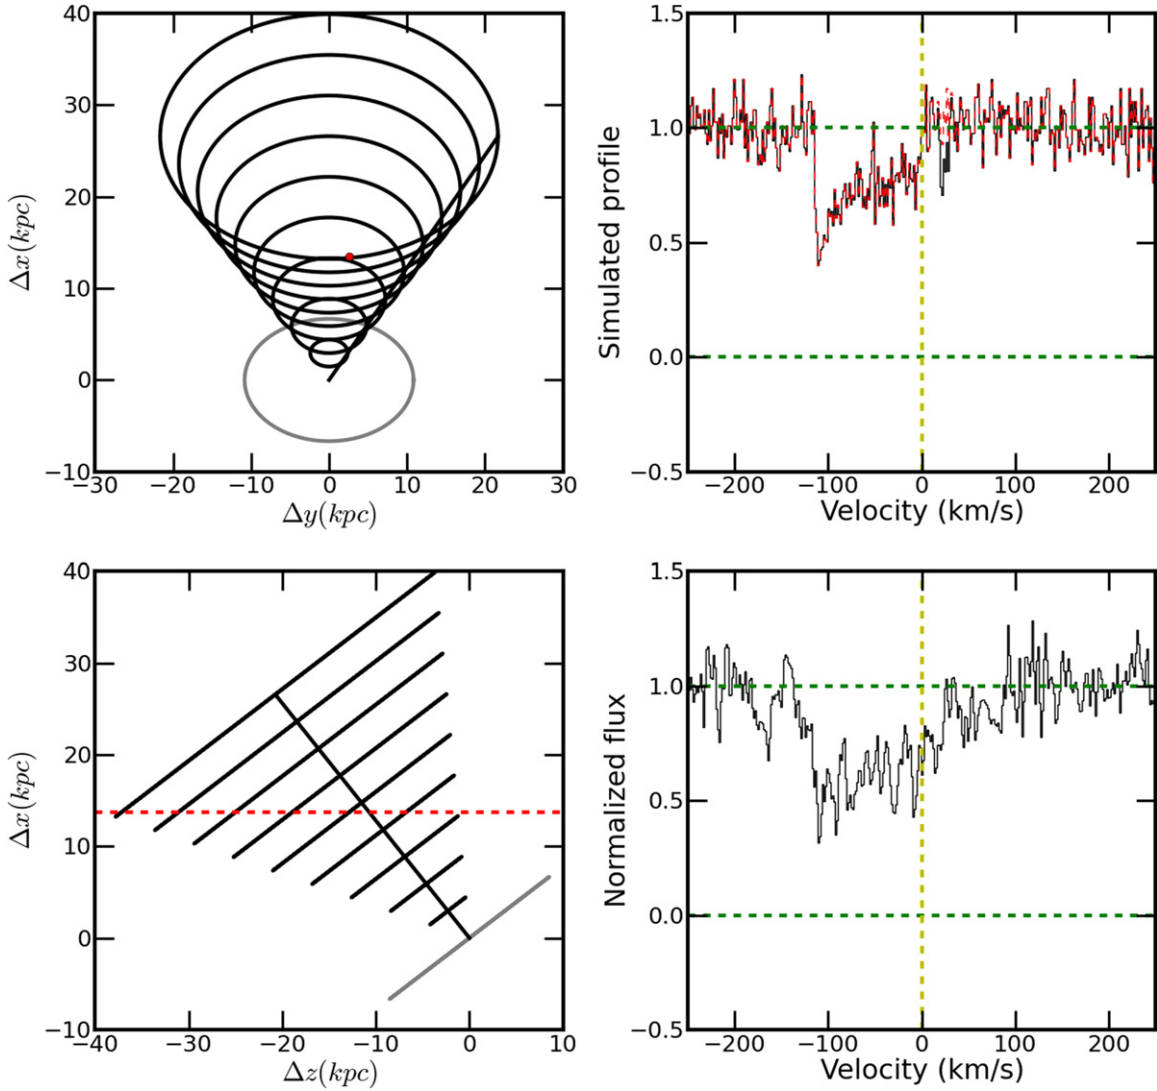 40
30
20
10
0
−10
Δx(kpc)
−30 −20 −10 0 10 20 30
Δy(kpc)
1.5
1.0
0.5
0.0
−0.5
Simulated profile
−200 −100 0 100 200
Velocity (km/s)
40
30
20
10
0
−10
Δx(kpc)
−40 −30 −20 −10 0 10
Δz(kpc)
1.5
1.0
0.5
0.0
−0.5
Normalized flux
−200 −100 0 100 200
Velocity (km/s)